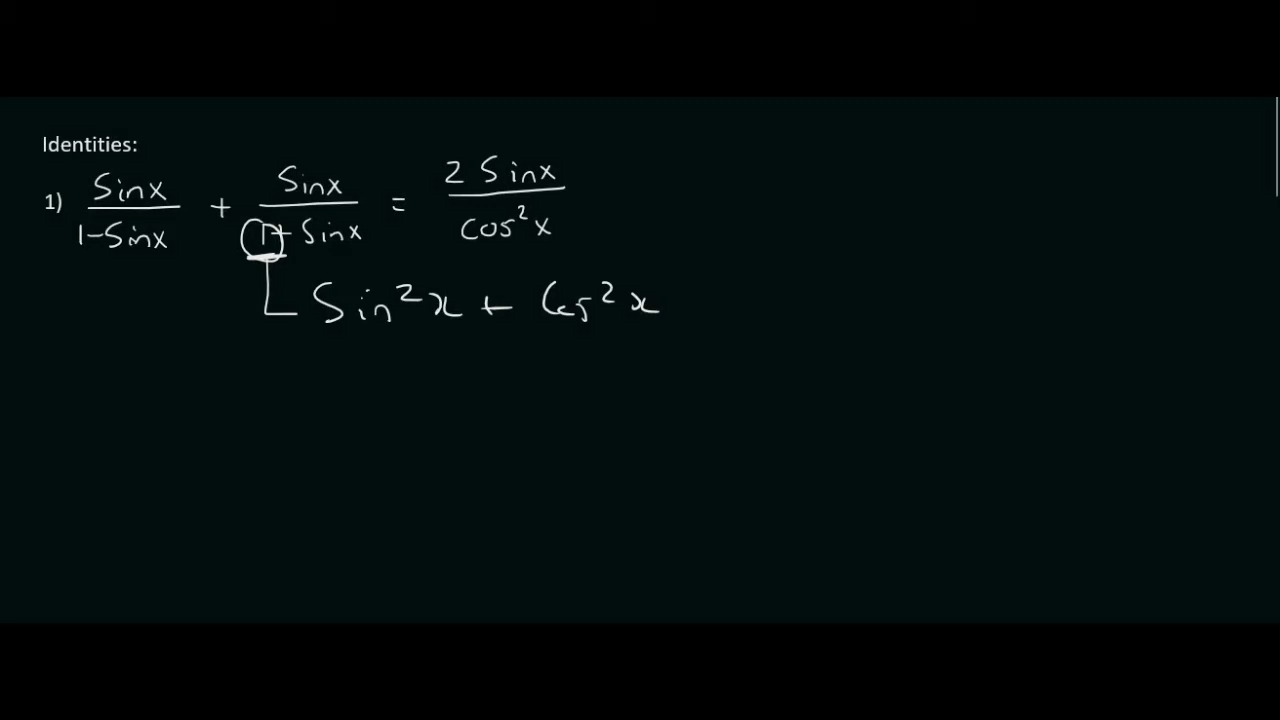 Identities:
1) Sinx/1-Sinx + Sinx/1+Sinx = 2 Sinx/cos²x
Sin²x + Cos²x